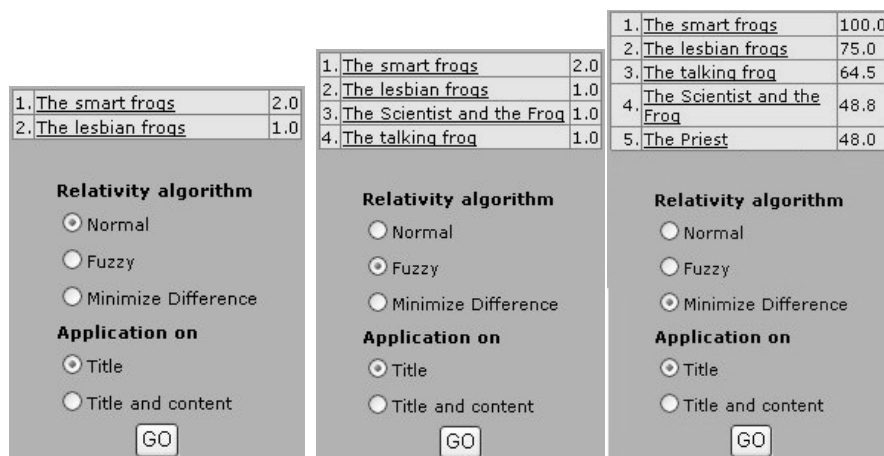 1. The smart frogs 2.0
2. The lesbian frogs 1.0
Relativity algorithm
Normal
Fuzzy
Minimize Difference
Application on
Title
Title and content
GO
1. The smart frogs 2.0
2. The lesbian frogs 1.0
3. The Scientist and the Frog 1.0
4. The talking frog 1.0
Relativity algorithm
Normal
Fuzzy
Minimize Difference
Application on
Title
Title and content
GO
1. The smart frogs 100.0
2. The lesbian frogs 75.0
3. The talking frog 64.5
4. The Scientist and the 48.8
Frog
5. The Priest 48.0
Relativity algorithm
Normal
Fuzzy
Minimize Difference
Application on
Title
Title and content
GO